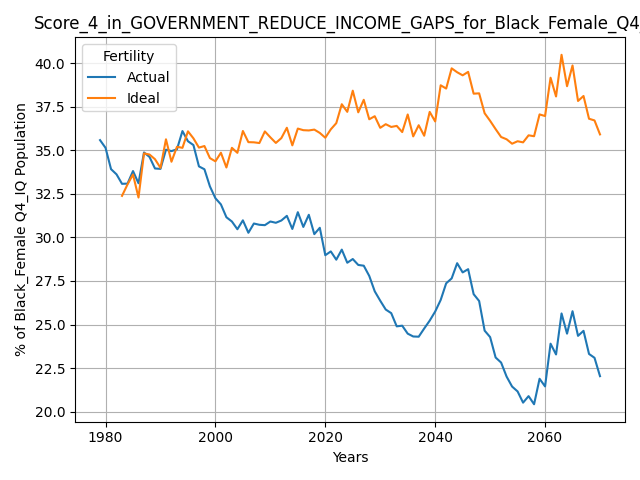 Score_4_in_GOVERNMENT_REDUCE_INCOME_GAPS_for_Black_Female_Q4
Fertility
Actual
Ideal
% of Black_Female Q4_IQ Population
40.0
37.5
35.0
32.5
30.0
27.5
25.0
22.5
20.0
1980 2000 2020 2040 2060
Years